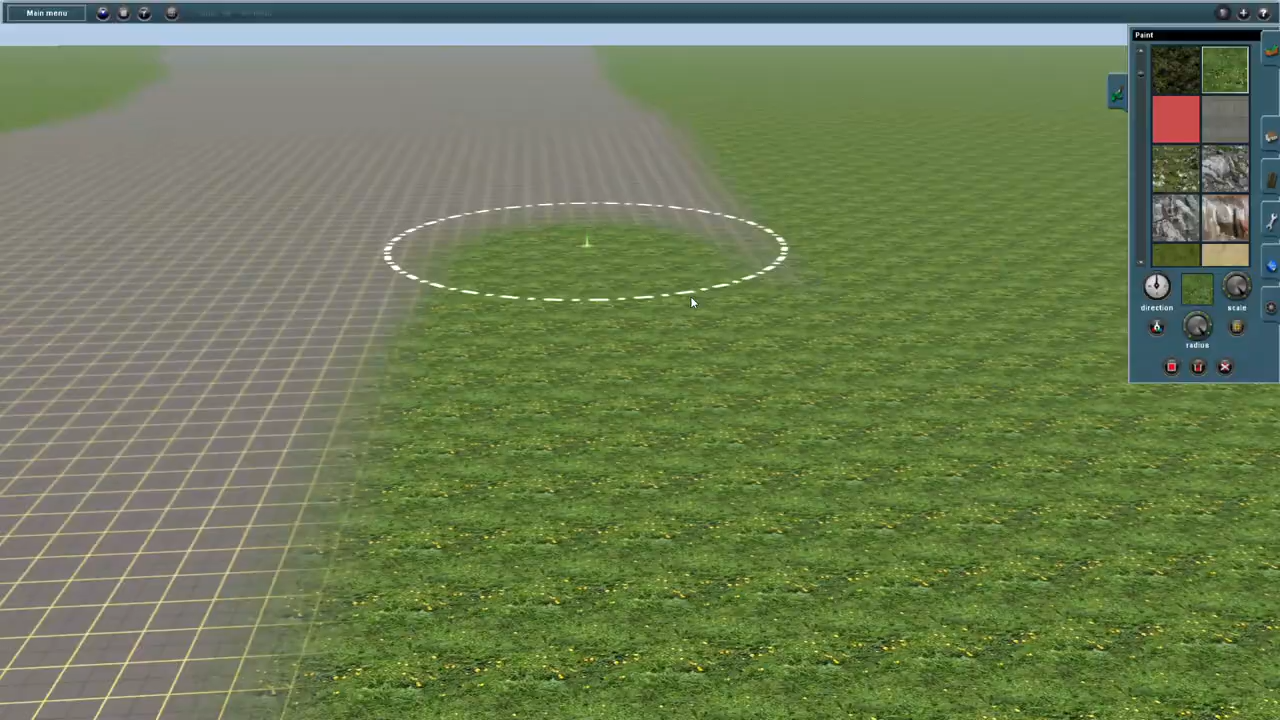 Main menu
Paint
direction
scale
radius